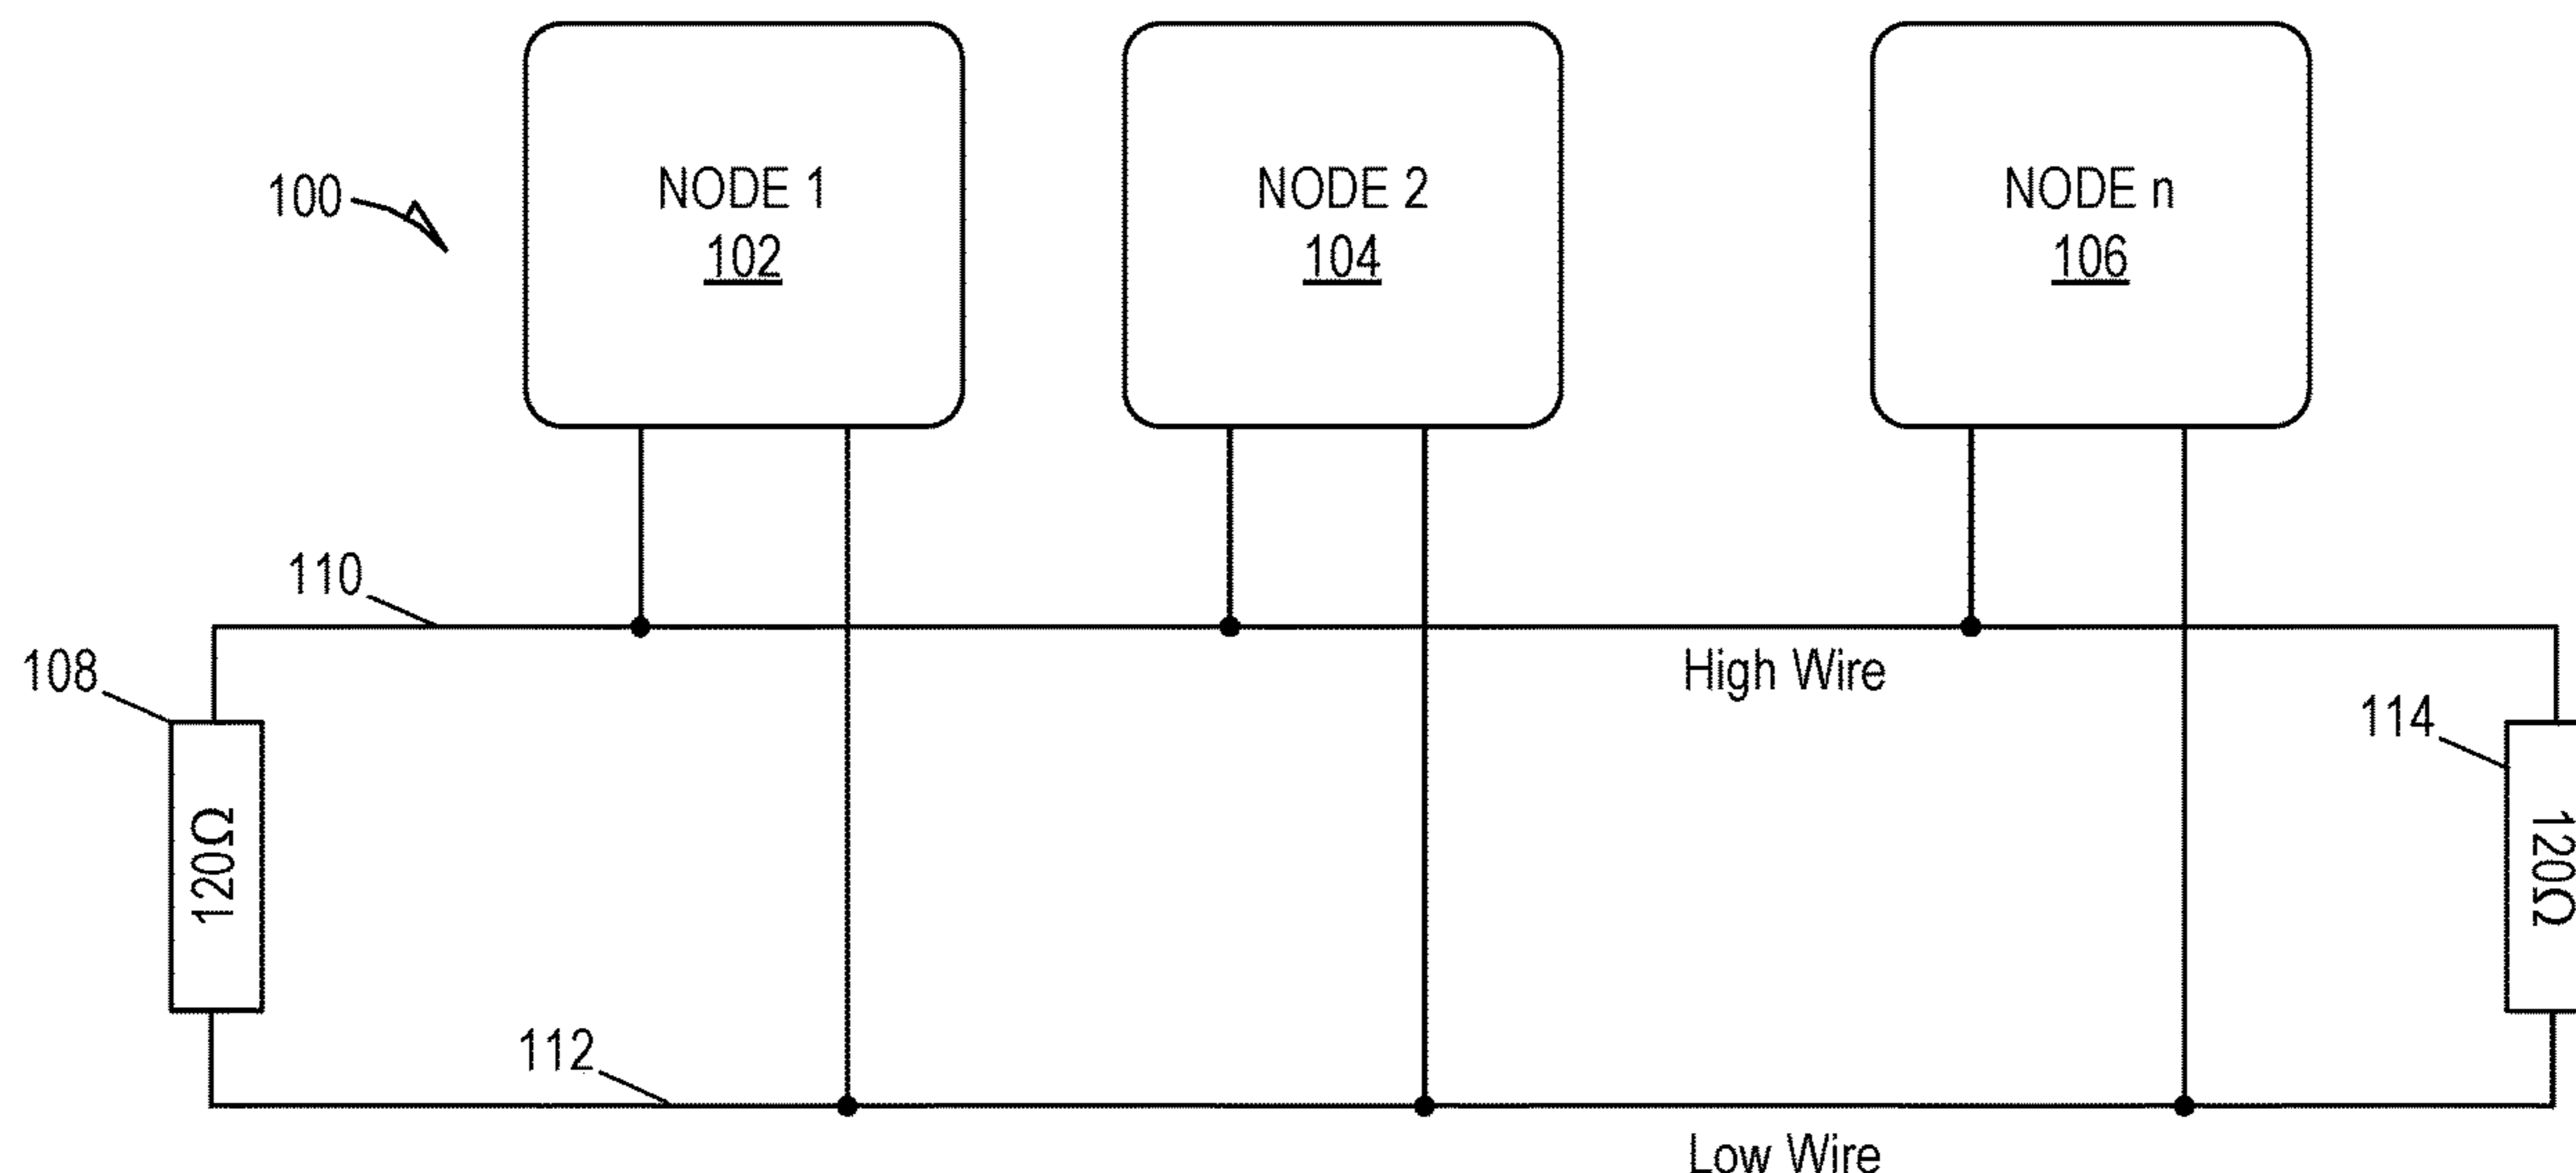 NODE 1
102
NODE 2
104
NODE n
106
100
110
High Wire
108
114
120Ω
120Ω
112
Low Wire